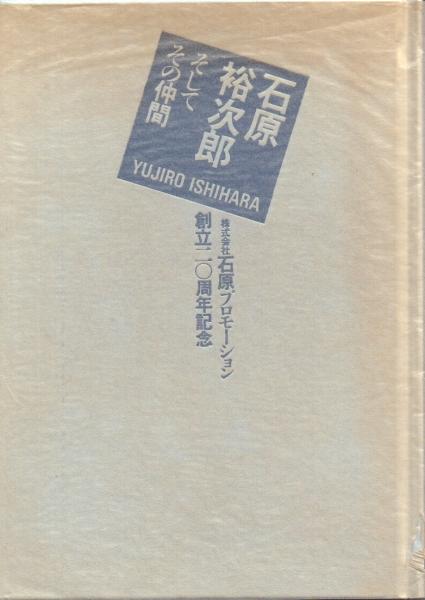 石原
裕次郎
そして
その仲間
YUJIRO ISHIHARA
株式会社石原プロモーション
創立二〇周年記念